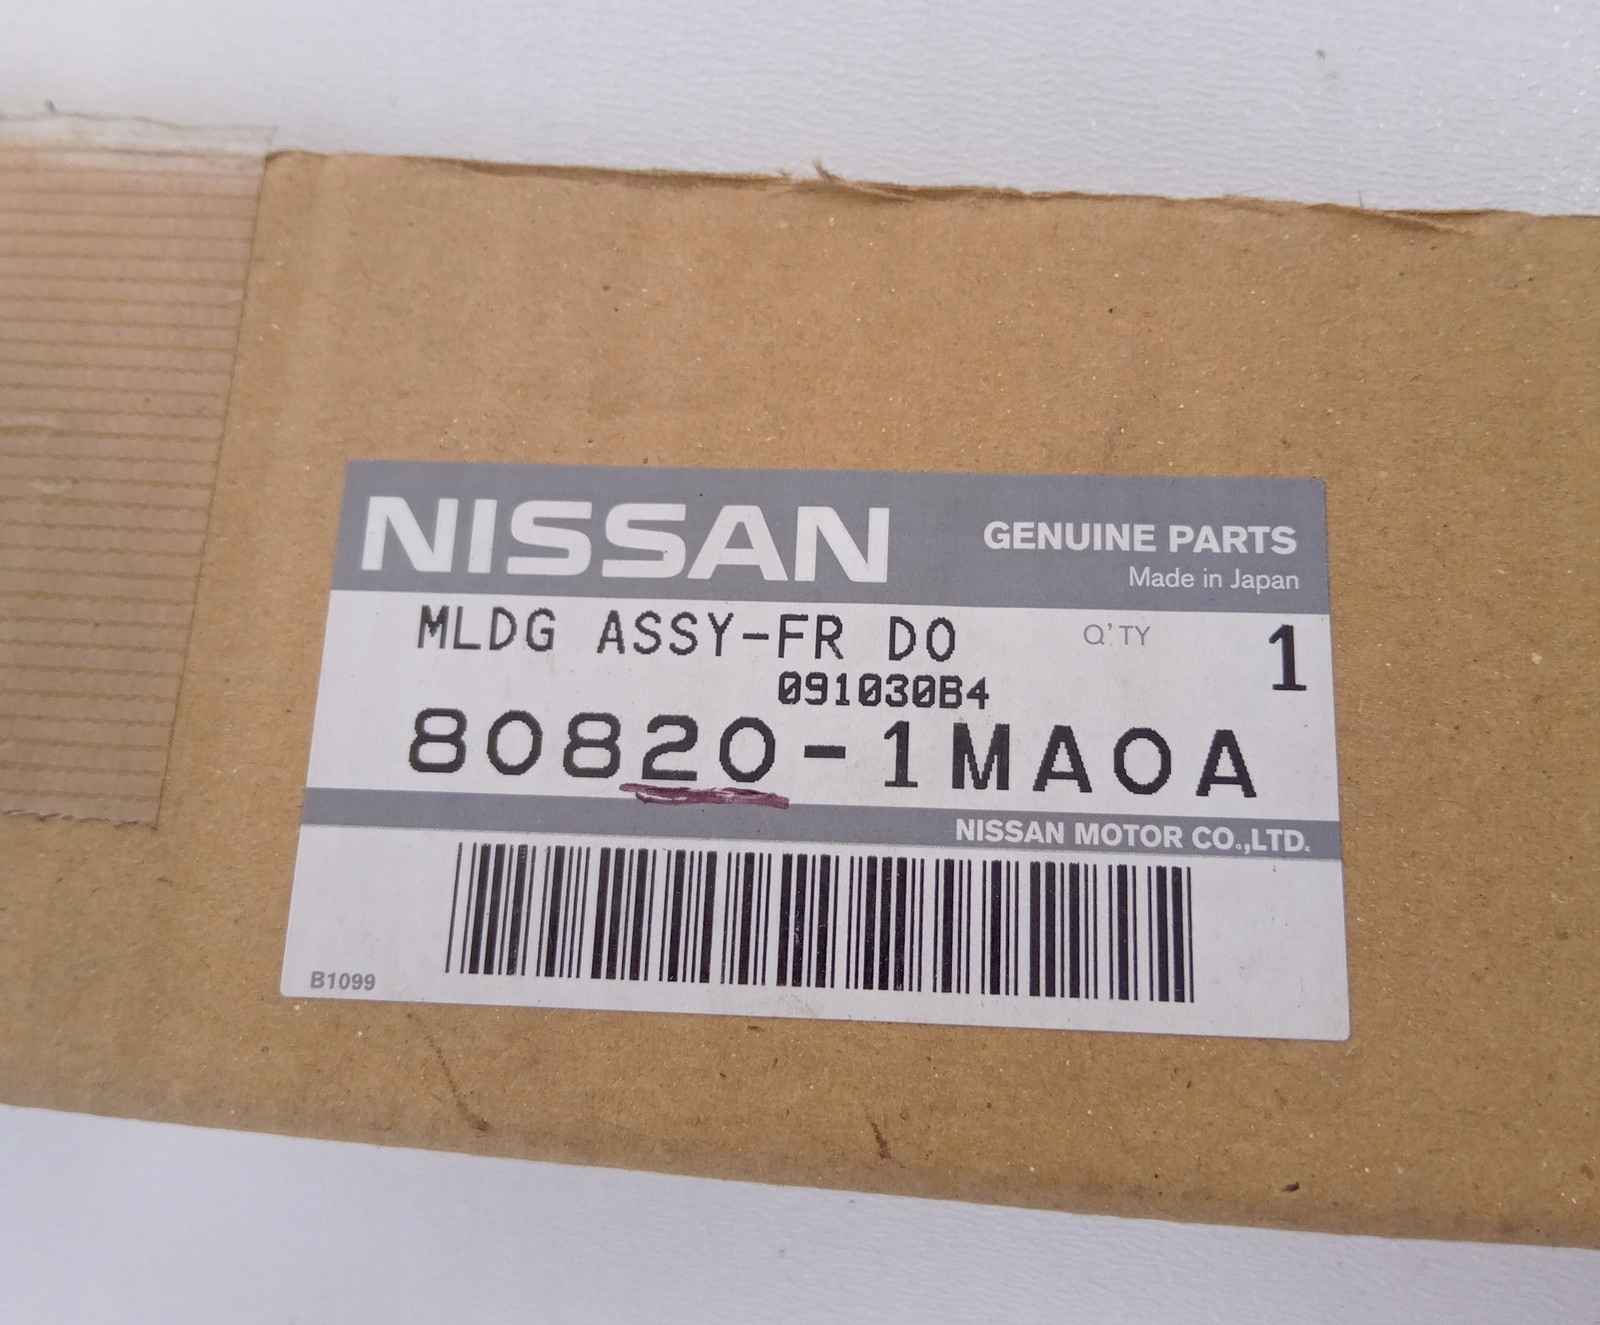 NISSAN GENUINE PARTS
Made in Japan
MLDG ASSY-FR DO Q'TY 1
091030B4
80820-1MA0A
NISSAN MOTOR CO.,LTD.
B1099